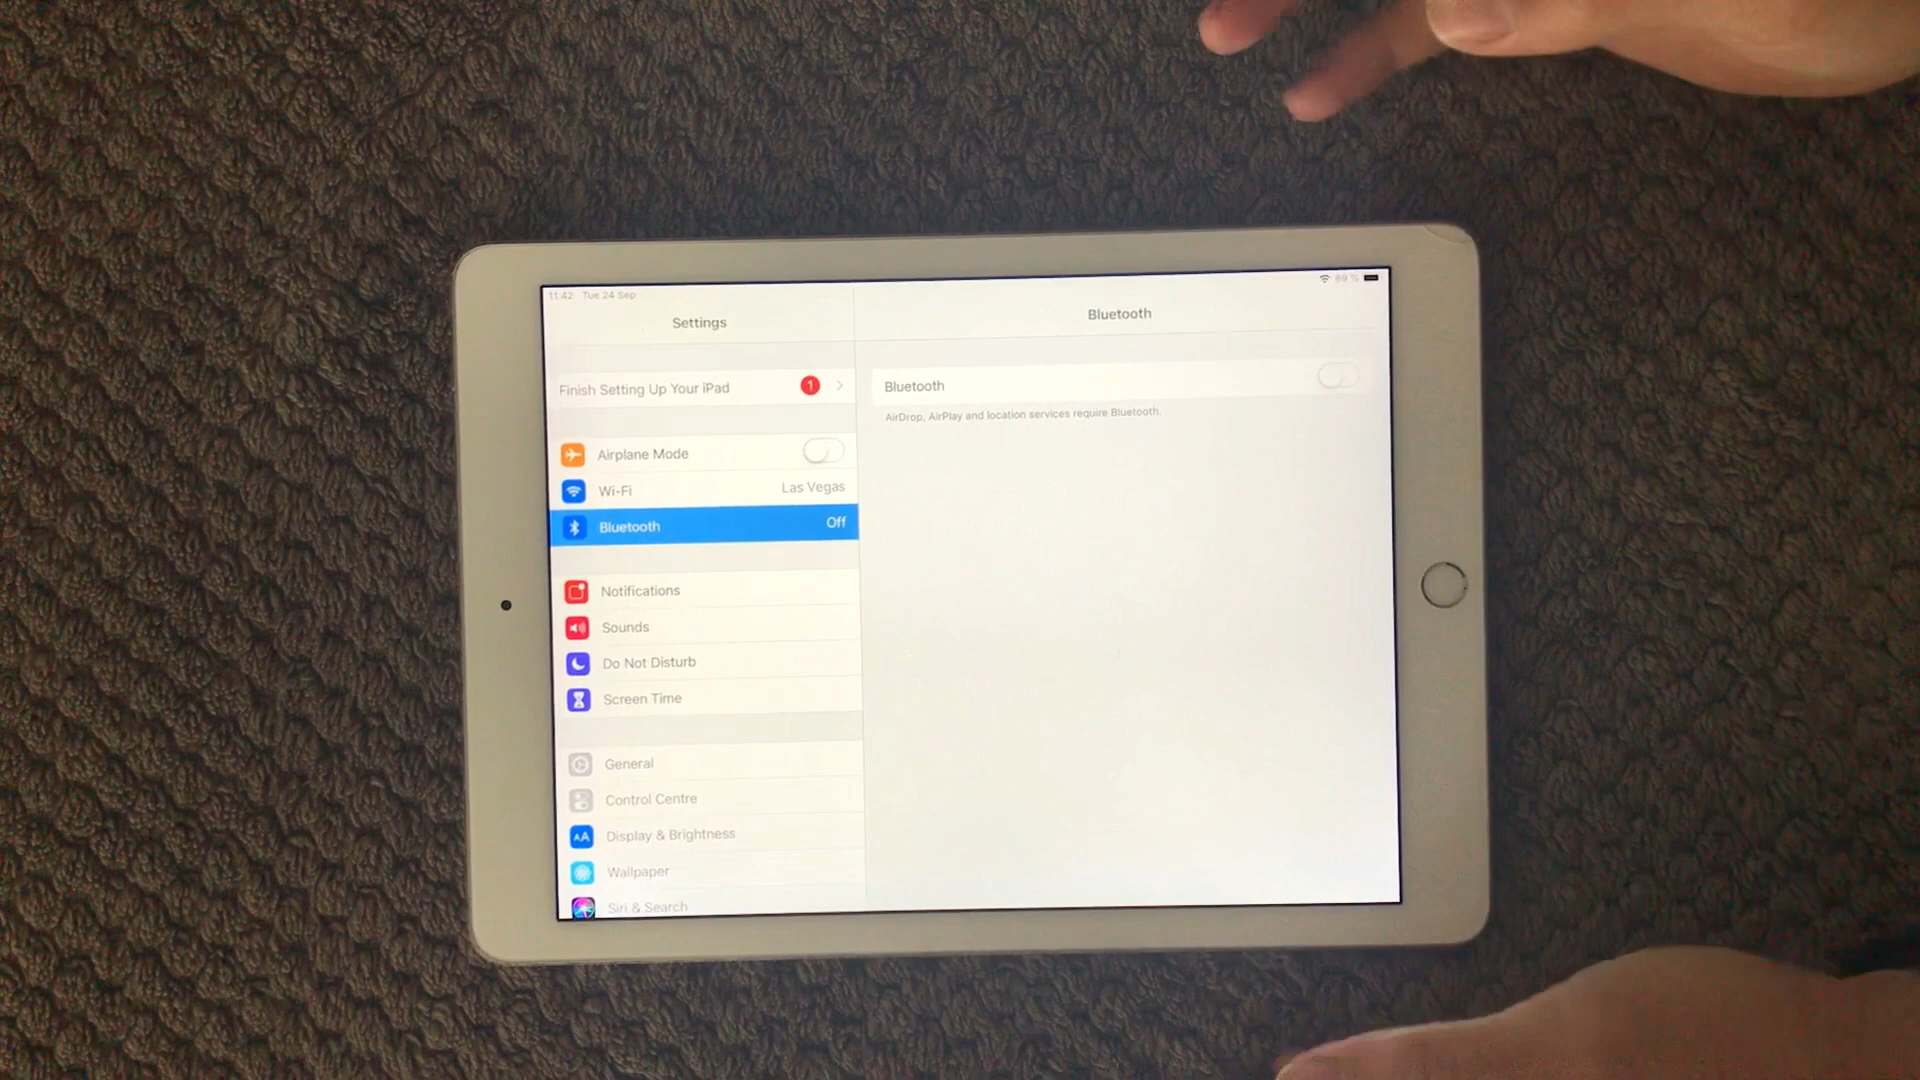 11:42 Tue 24 Sep
89 %
Settings
Finish Setting Up Your iPad 1
Airplane Mode
Wi-Fi Las Vegas
Bluetooth Off
Notifications
Sounds
Do Not Disturb
Screen Time
General
Control Centre
AA Display & Brightness
Wallpaper
Siri & Search
Bluetooth
Bluetooth
AirDrop, AirPlay and location services require Bluetooth.